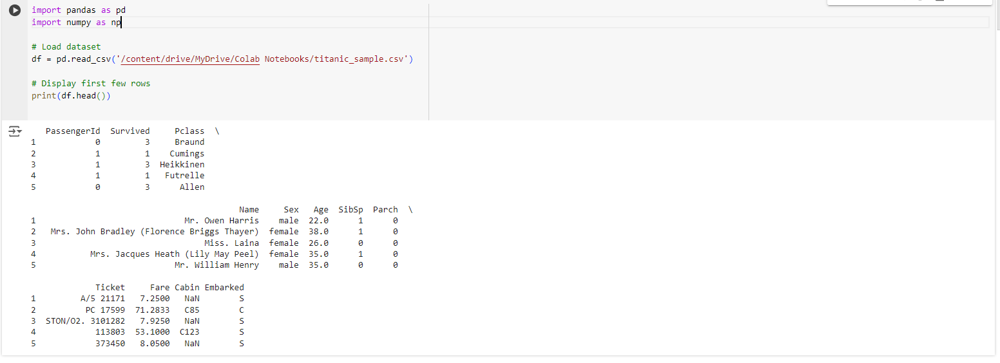 import pandas as pd
import numpy as np
# Load dataset
df = pd.read_csv('/content/drive/MyDrive/Colab Notebooks/titanic_sample.csv')
# Display first few rows
print(df.head())
PassengerId Survived Pclass \
1 0 3 Braund
2 1 1 Cumings
3 1 3 Heikkinen
4 1 1 Futrelle
5 0 3 Allen
Name Sex Age SibSp Parch \
1 Mr. Owen Harris male 22.0 1 0
2 Mrs. John Bradley (Florence Briggs Thayer) female 38.0 1 0
3 Miss. Laina female 26.0 0 0
4 Mrs. Jacques Heath (Lily May Peel) female 35.0 1 0
5 Mr. William Henry male 35.0 0 0
Ticket Fare Cabin Embarked
1 A/5 21171 7.2500 NaN S
2 PC 17599 71.2833 C85 C
3 STON/O2. 3101282 7.9250 NaN S
4 113803 53.1000 C123 S
5 373450 8.0500 NaN S